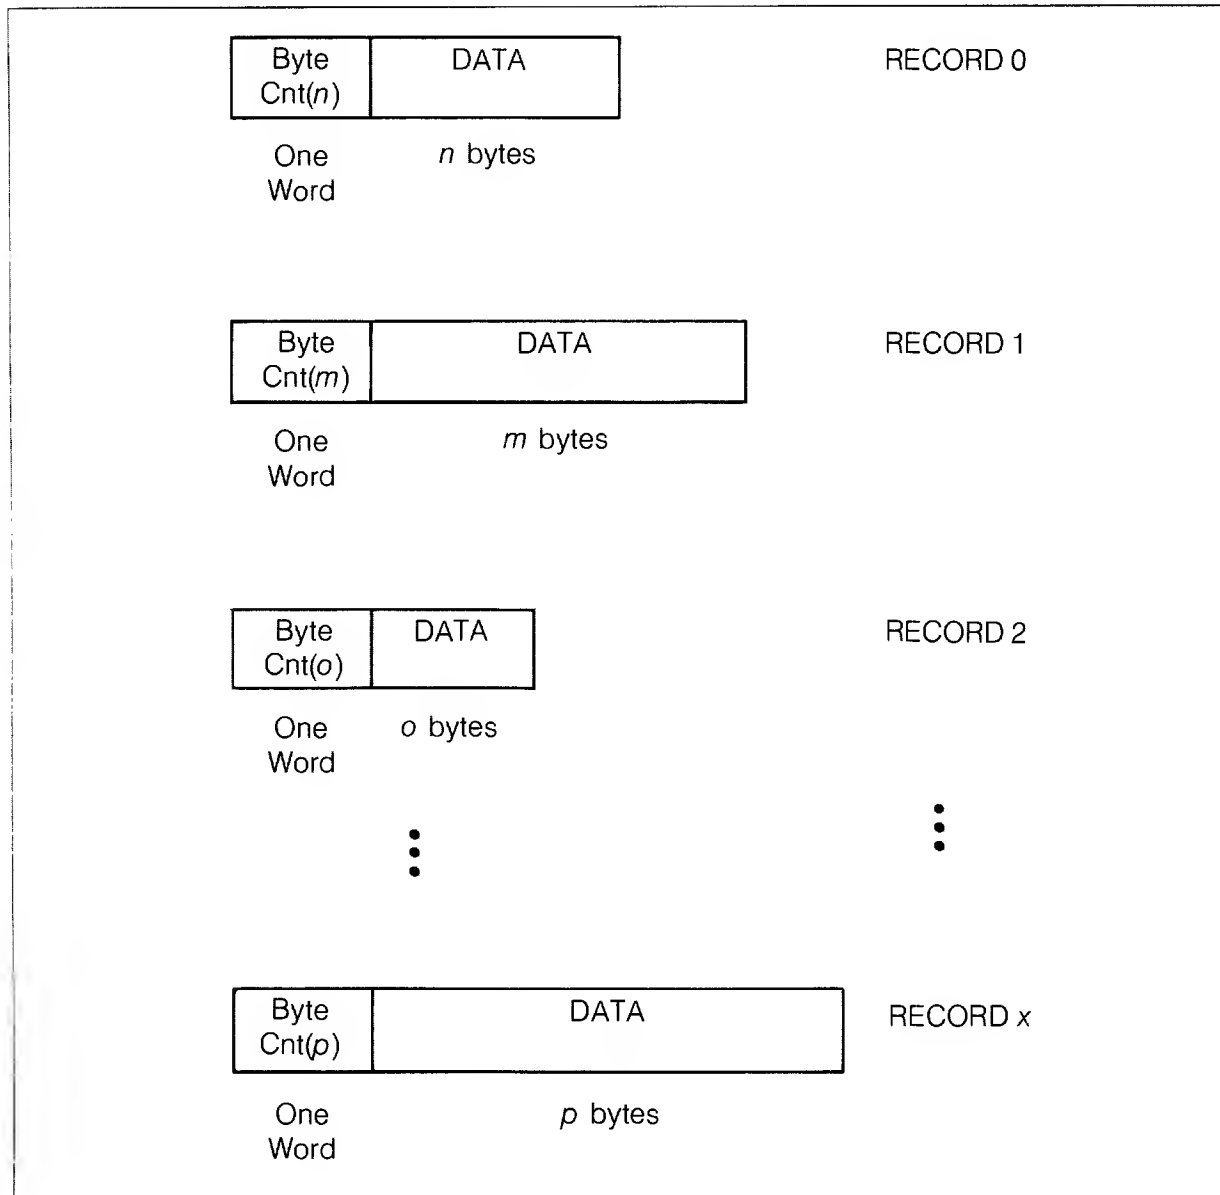 Byte DATA RECORD 0
Cnt(n)
One n bytes
Word
Byte DATA RECORD 1
Cnt(m)
One m bytes
Word
Byte DATA RECORD 2
Cnt(o)
One o bytes
Word
Byte DATA RECORD x
Cnt(p)
One p bytes
Word